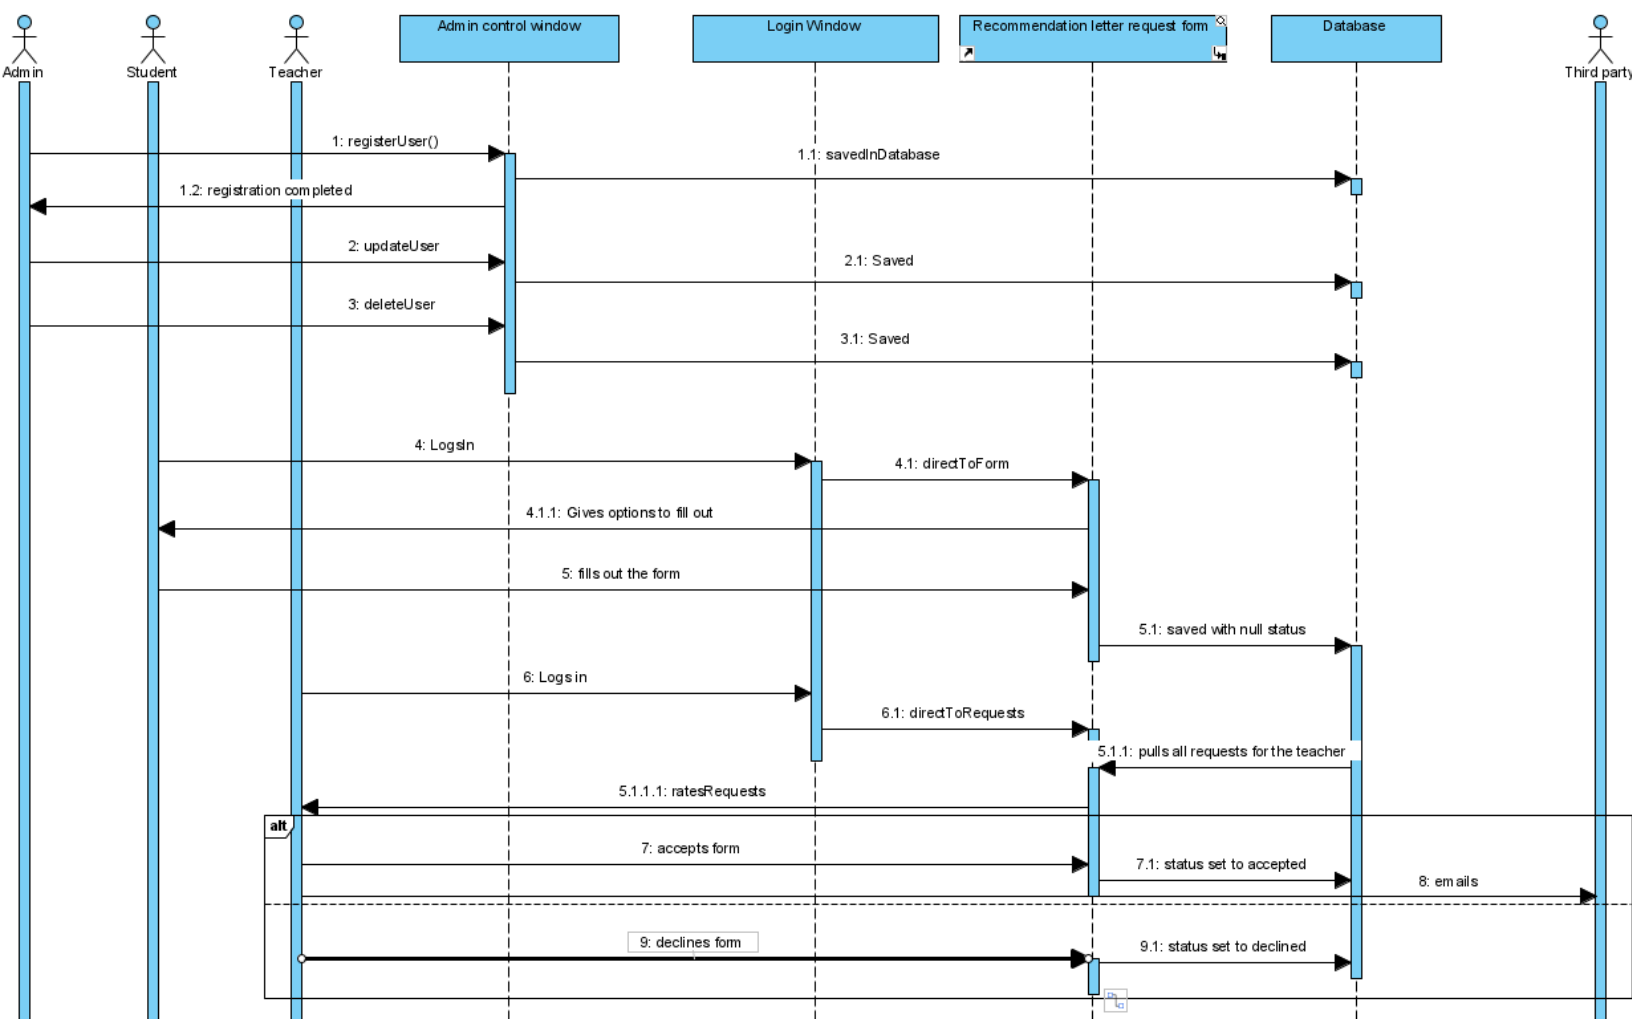 Admin control window
Login Window
Recommendation letter request form
Database
Admin
Student
Teacher
Third party
1: registerUser()
1.1: savedInDatabase
1.2: registration completed
2: updateUser
2.1: Saved
3: deleteUser
3.1: Saved
4: LogsIn
4.1: directToForm
4.1.1: Gives options to fill out
5: fills out the form
5.1: saved with null status
6: Logs in
6.1: directToRequests
5.1.1: pulls all requests for the teacher
5.1.1.1: ratesRequests
alt
7: accepts form
7.1: status set to accepted
8: emails
9: declines form
9.1: status set to declined